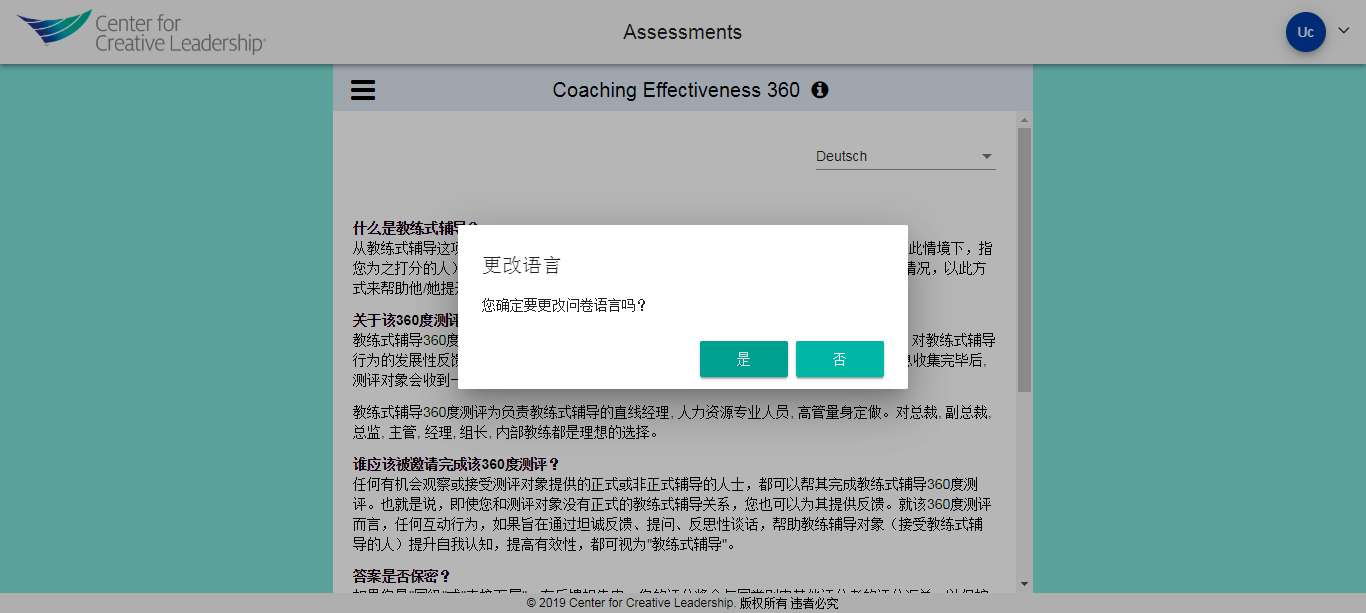 Center for
Creative Leadership®
Assessments
Uc
Coaching Effectiveness 360
Deutsch
什么是教练式辅导?
从教练式辅导这 此情境下，指
您为之打分的人） 情况，以此方
式来帮助他/她提
关于该360度测评
教练式辅导360度 对教练式辅导
行为的发展性反馈 息收集完毕后,
测评对象会收到一
更改语言
您确定要更改问卷语言吗?
是 否
教练式辅导360度测评为负责教练式辅导的直线经理, 人力资源专业人员, 高管量身定做。对总裁, 副总裁,
总监, 主管, 经理, 组长, 内部教练都是理想的选择。
谁应该被邀请完成该360度测评?
任何有机会观察或接受测评对象提供的正式或非正式辅导的人士，都可以帮其完成教练式辅导360度测
评。也就是说，即使您和测评对象没有正式的教练式辅导关系，您也可以为其提供反馈。就该360度测评
而言，任何互动行为，如果旨在通过坦诚反馈、提问、反思性谈话，帮助教练辅导对象（接受教练式辅
导的人）提升自我认知，提高有效性，都可视为"教练式辅导"。
答案是否保密?
© 2019 Center for Creative Leadership. 版权所有 违者必究